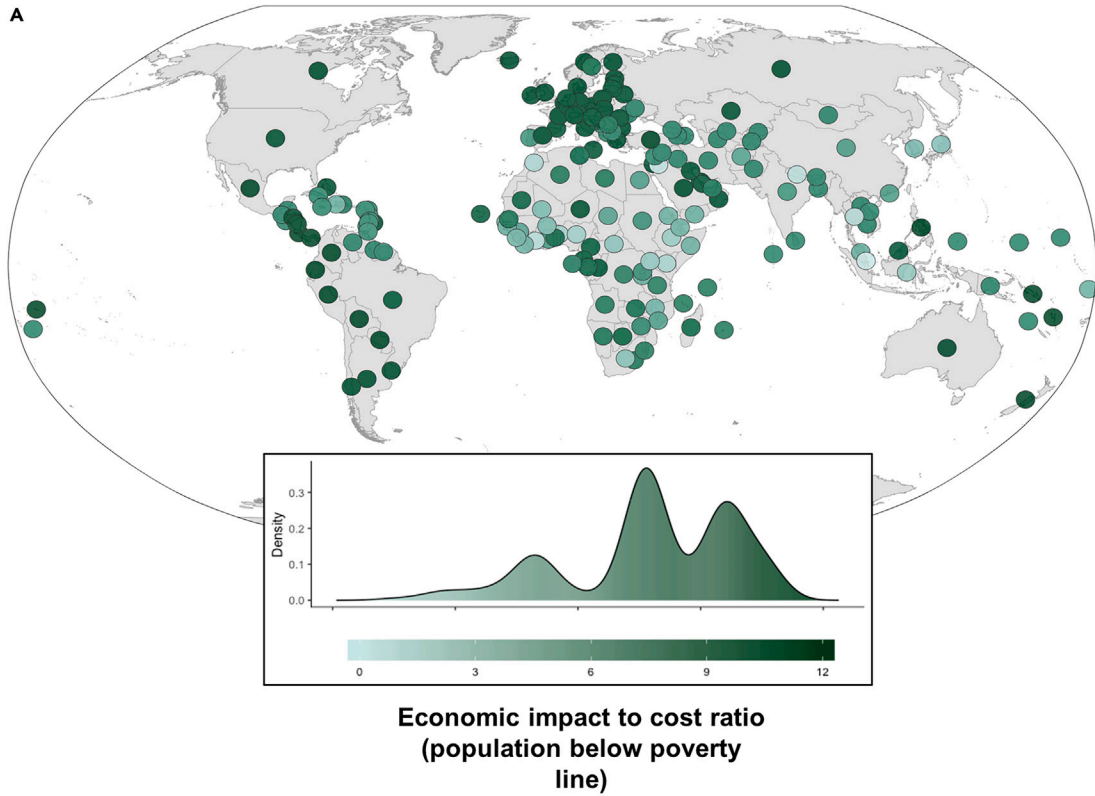 A
0.3
0.2
0.1
0.0
Density
0 3 6 9 12
Economic impact to cost ratio
(population below poverty
line)